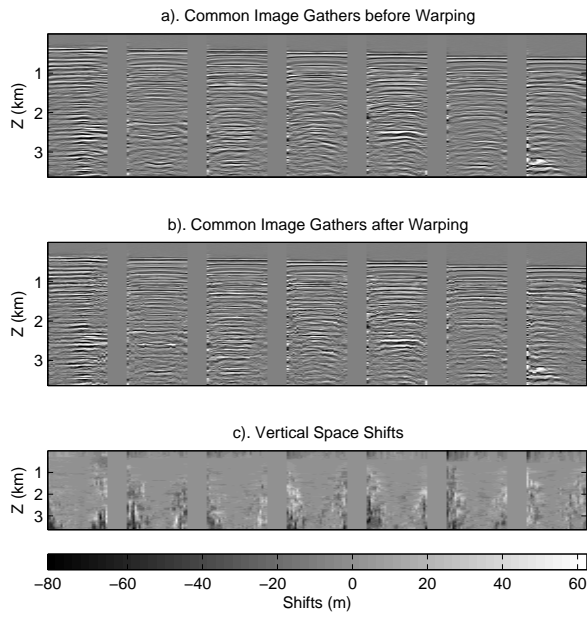 a). Common Image Gathers before Warping
Z (km)
1
2
3
b). Common Image Gathers after Warping
Z (km)
1
2
3
c). Vertical Space Shifts
Z (km)
1
2
3
−80 −60 −40 −20 0 20 40 60
Shifts (m)